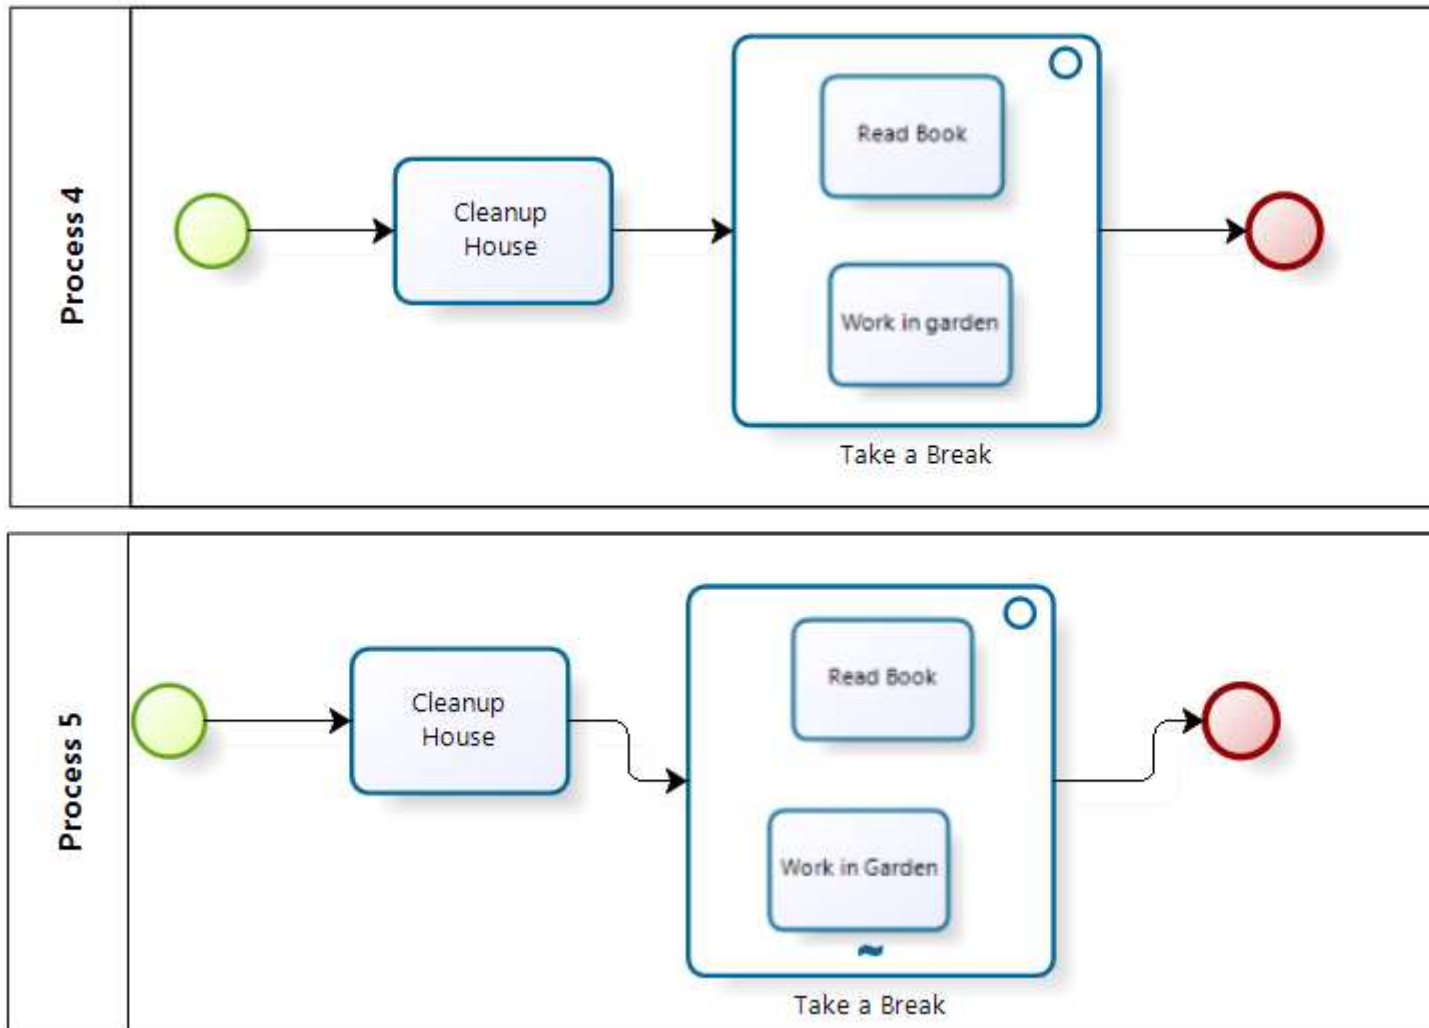 Process 4
Cleanup
House
Read Book
Work in garden
Take a Break
Process 5
Cleanup
House
Read Book
Work in Garden
Take a Break